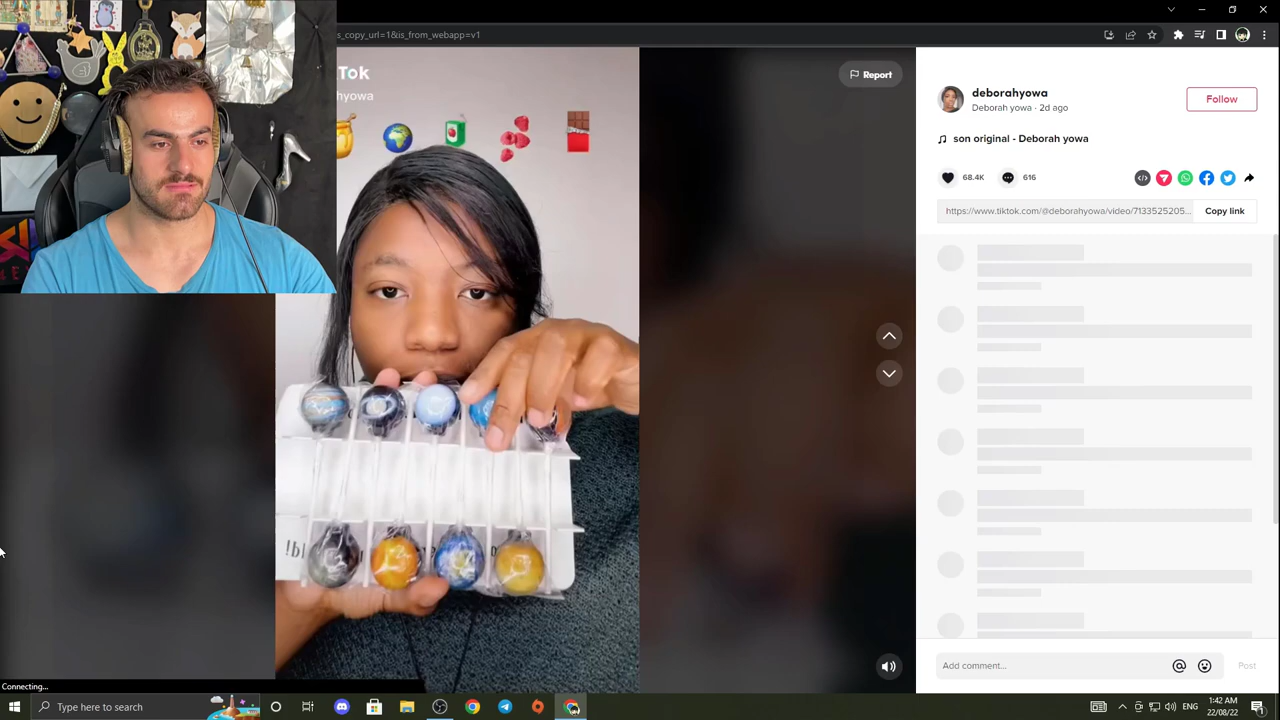 s_copy_url=1&is_from_webapp=v1
Tok
hyowa
Report
deborahyowa
Deborah yowa · 2d ago
Follow
son original - Deborah yowa
68.4K
616
https://www.tiktok.com/@deborahyowa/video/7133525205...
Copy link
Add comment...
Post
Connecting...
Type here to search
ENG
1:42 AM
22/08/22